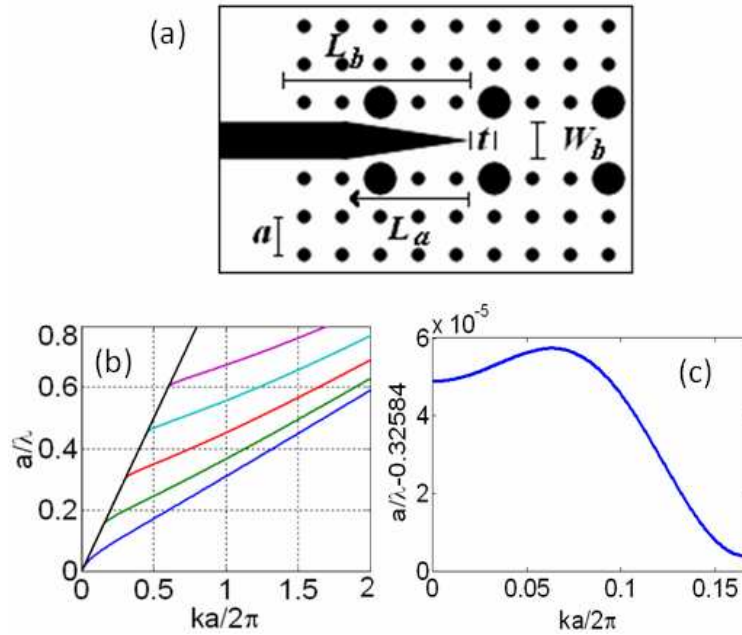 (a)
L_b
t
W_b
a
L_a
(b)
a/λ
0.8
0.6
0.4
0.2
0
0 0.5 1 1.5 2
ka/2π
(c)
a/λ-0.32584
6 x 10^-5
4
2
0
0 0.05 0.1 0.15
ka/2π